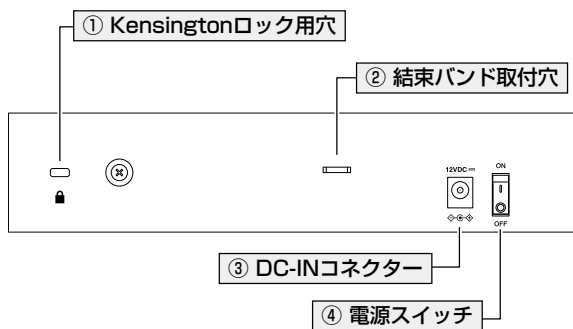 ① Kensingtonロック用穴
② 結束バンド取付穴
12VDC ⎓
ON
OFF
③ DC-INコネクター
④ 電源スイッチ